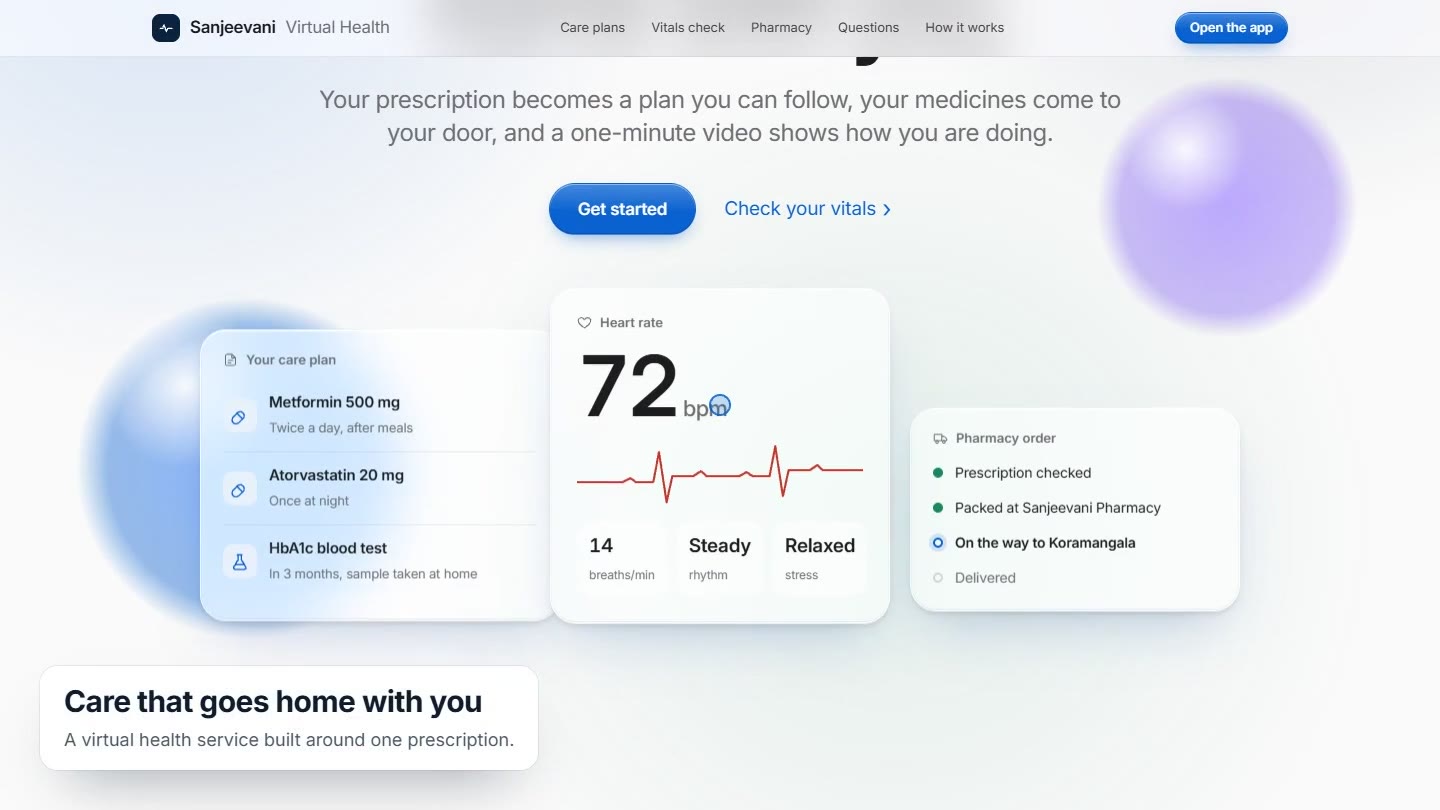 Sanjeevani Virtual Health
Care plans
Vitals check
Pharmacy
Questions
How it works
Open the app
Your prescription becomes a plan you can follow, your medicines come to
your door, and a one-minute video shows how you are doing.
Get started
Check your vitals ›
Your care plan
Metformin 500 mg
Twice a day, after meals
Atorvastatin 20 mg
Once at night
HbA1c blood test
In 3 months, sample taken at home
Heart rate
72 bpm
14
breaths/min
Steady
rhythm
Relaxed
stress
Pharmacy order
Prescription checked
Packed at Sanjeevani Pharmacy
On the way to Koramangala
Delivered
Care that goes home with you
A virtual health service built around one prescription.